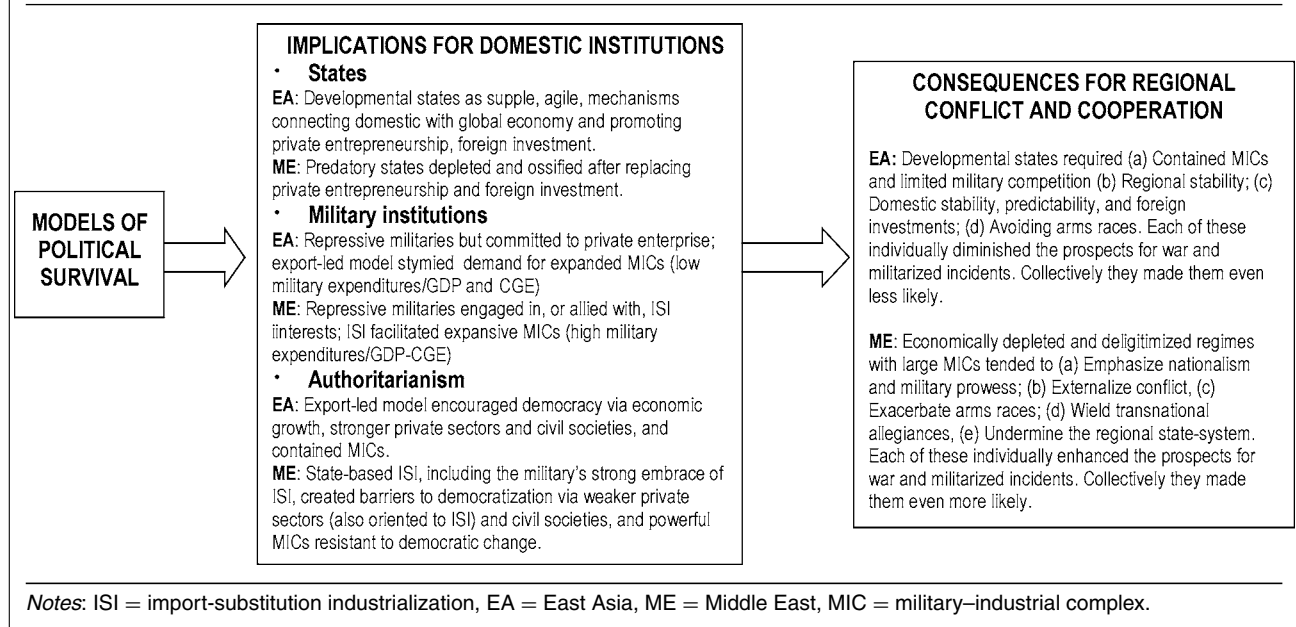 MODELS OF
POLITICAL
SURVIVAL
IMPLICATIONS FOR DOMESTIC INSTITUTIONS
· States
EA: Developmental states as supple, agile, mechanisms
connecting domestic with global economy and promoting
private entrepreneurship, foreign investment.
ME: Predatory states depleted and ossified after replacing
private entrepreneurship and foreign investment.
· Military institutions
EA: Repressive militaries but committed to private enterprise;
export-led model stymied demand for expanded MICs (low
military expenditures/GDP and CGE)
ME: Repressive militaries engaged in, or allied with, ISI
iinterests; ISI facilitated expansive MICs (high military
expenditures/GDP-CGE)
· Authoritarianism
EA: Export-led model encouraged democracy via economic
growth, stronger private sectors and civil societies, and
contained MICs.
ME: State-based ISI, including the military's strong embrace of
ISI, created barriers to democratization via weaker private
sectors (also oriented to ISI) and civil societies, and powerful
MICs resistant to democratic change.
CONSEQUENCES FOR REGIONAL
CONFLICT AND COOPERATION
EA: Developmental states required (a) Contained MICs
and limited military competition (b) Regional stability; (c)
Domestic stability, predictability, and foreign
investments; (d) Avoiding arms races. Each of these
individually diminished the prospects for war and
militarized incidents. Collectively they made them even
less likely.
ME: Economically depleted and deligitimized regimes
with large MICs tended to (a) Emphasize nationalism
and military prowess; (b) Externalize conflict, (c)
Exacerbate arms races; (d) Wield transnational
allegiances, (e) Undermine the regional state-system.
Each of these individually enhanced the prospects for
war and militarized incidents. Collectively they made
them even more likely.
Notes: ISI = import-substitution industrialization, EA = East Asia, ME = Middle East, MIC = military–industrial complex.